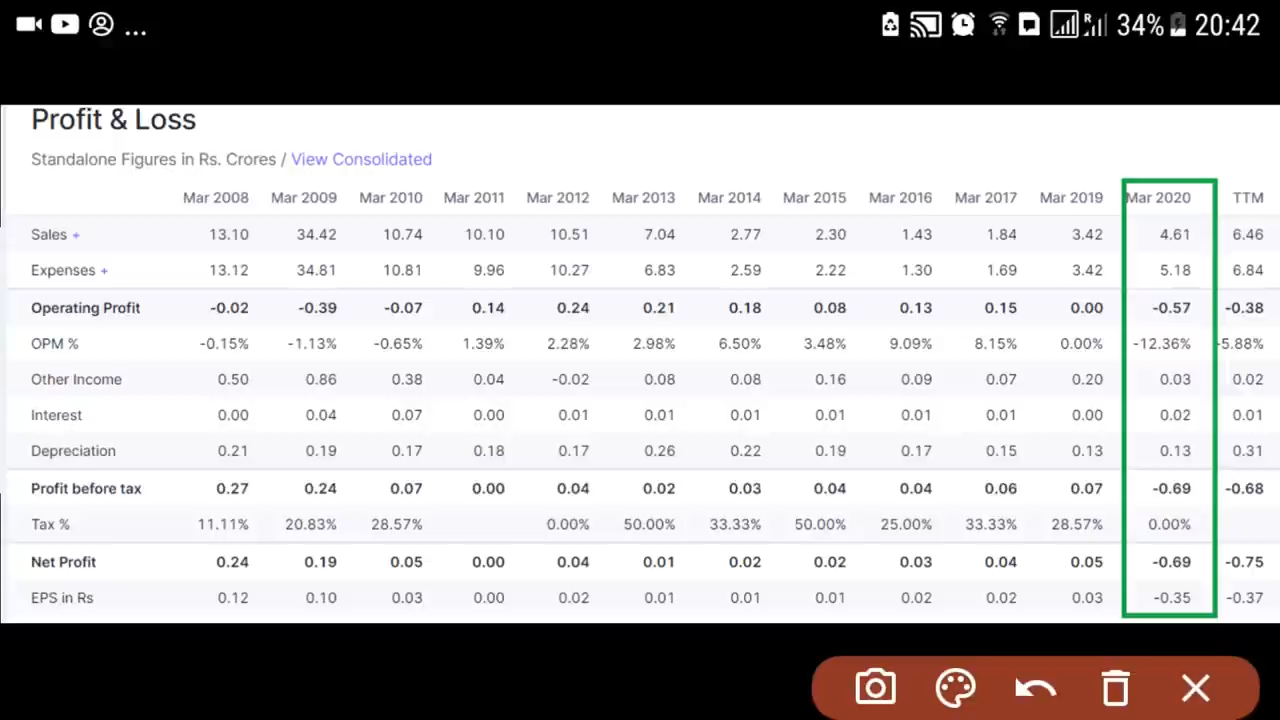 ... R 34% 20:42
Profit & Loss
Standalone Figures in Rs. Crores / View Consolidated
Mar 2008 Mar 2009 Mar 2010 Mar 2011 Mar 2012 Mar 2013 Mar 2014 Mar 2015 Mar 2016 Mar 2017 Mar 2019 Mar 2020 TTM
Sales + 13.10 34.42 10.74 10.10 10.51 7.04 2.77 2.30 1.43 1.84 3.42 4.61 6.46
Expenses + 13.12 34.81 10.81 9.96 10.27 6.83 2.59 2.22 1.30 1.69 3.42 5.18 6.84
Operating Profit -0.02 -0.39 -0.07 0.14 0.24 0.21 0.18 0.08 0.13 0.15 0.00 -0.57 -0.38
OPM % -0.15% -1.13% -0.65% 1.39% 2.28% 2.98% 6.50% 3.48% 9.09% 8.15% 0.00% -12.36% -5.88%
Other Income 0.50 0.86 0.38 0.04 -0.02 0.08 0.08 0.16 0.09 0.07 0.20 0.03 0.02
Interest 0.00 0.04 0.07 0.00 0.01 0.01 0.01 0.01 0.01 0.01 0.00 0.02 0.01
Depreciation 0.21 0.19 0.17 0.18 0.17 0.26 0.22 0.19 0.17 0.15 0.13 0.13 0.31
Profit before tax 0.27 0.24 0.07 0.00 0.04 0.02 0.03 0.04 0.04 0.06 0.07 -0.69 -0.68
Tax % 11.11% 20.83% 28.57% 0.00% 50.00% 33.33% 50.00% 25.00% 33.33% 28.57% 0.00%
Net Profit 0.24 0.19 0.05 0.00 0.04 0.01 0.02 0.02 0.03 0.04 0.05 -0.69 -0.75
EPS in Rs 0.12 0.10 0.03 0.00 0.02 0.01 0.01 0.01 0.02 0.02 0.03 -0.35 -0.37